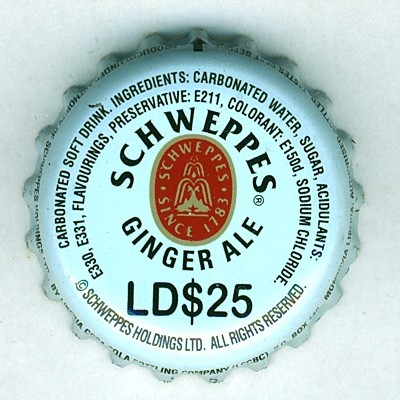 CARBONATED SOFT DRINK, INGREDIENTS: CARBONATED WATER, SUGAR, ACIDULANTS:
E330, E331, FLAVOURINGS, PRESERVATIVE: E211, COLORANT: E150d, SODIUM CHLORIDE.
SCHWEPPES®
SCHWEPPES
SINCE 1783
GINGER ALE
LD$25
©SCHWEPPES HOLDINGS LTD. ALL RIGHTS RESERVED.